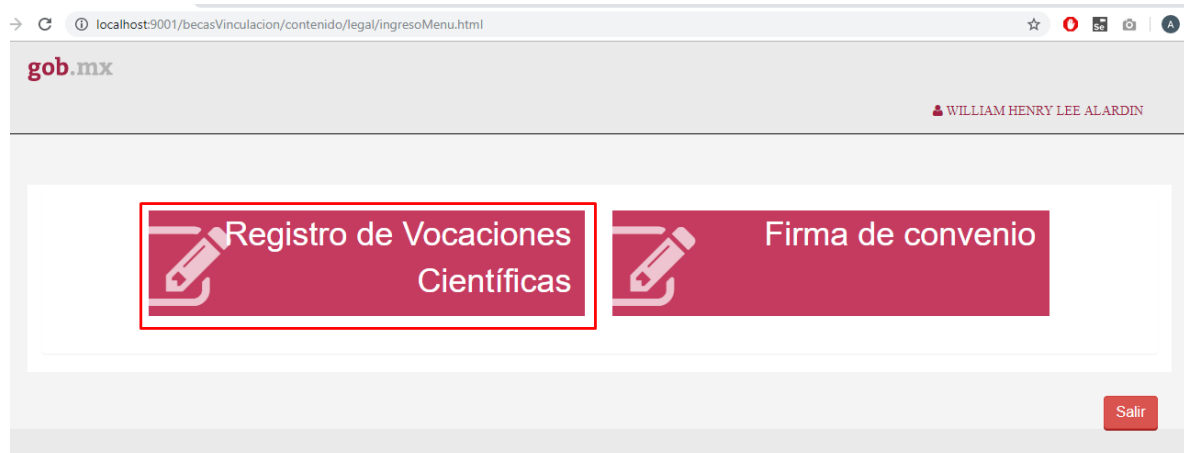 localhost:9001/becasVinculacion/contenido/legal/ingresoMenu.html
Se
A
gob.mx
WILLIAM HENRY LEE ALARDIN
Registro de Vocaciones
Científicas
Firma de convenio
Salir